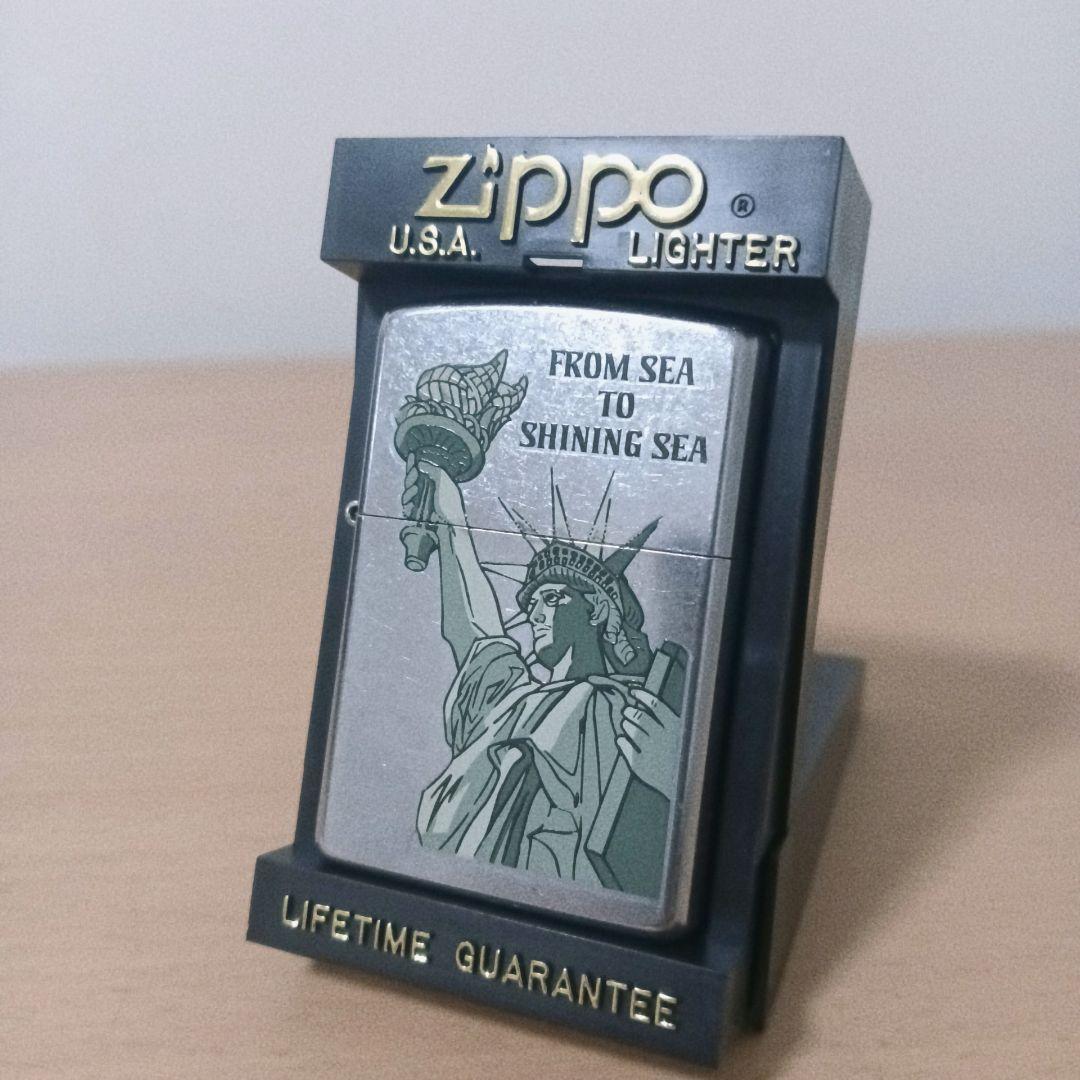 zippo ®
U.S.A. LIGHTER
FROM SEA
TO
SHINING SEA
LIFETIME GUARANTEE